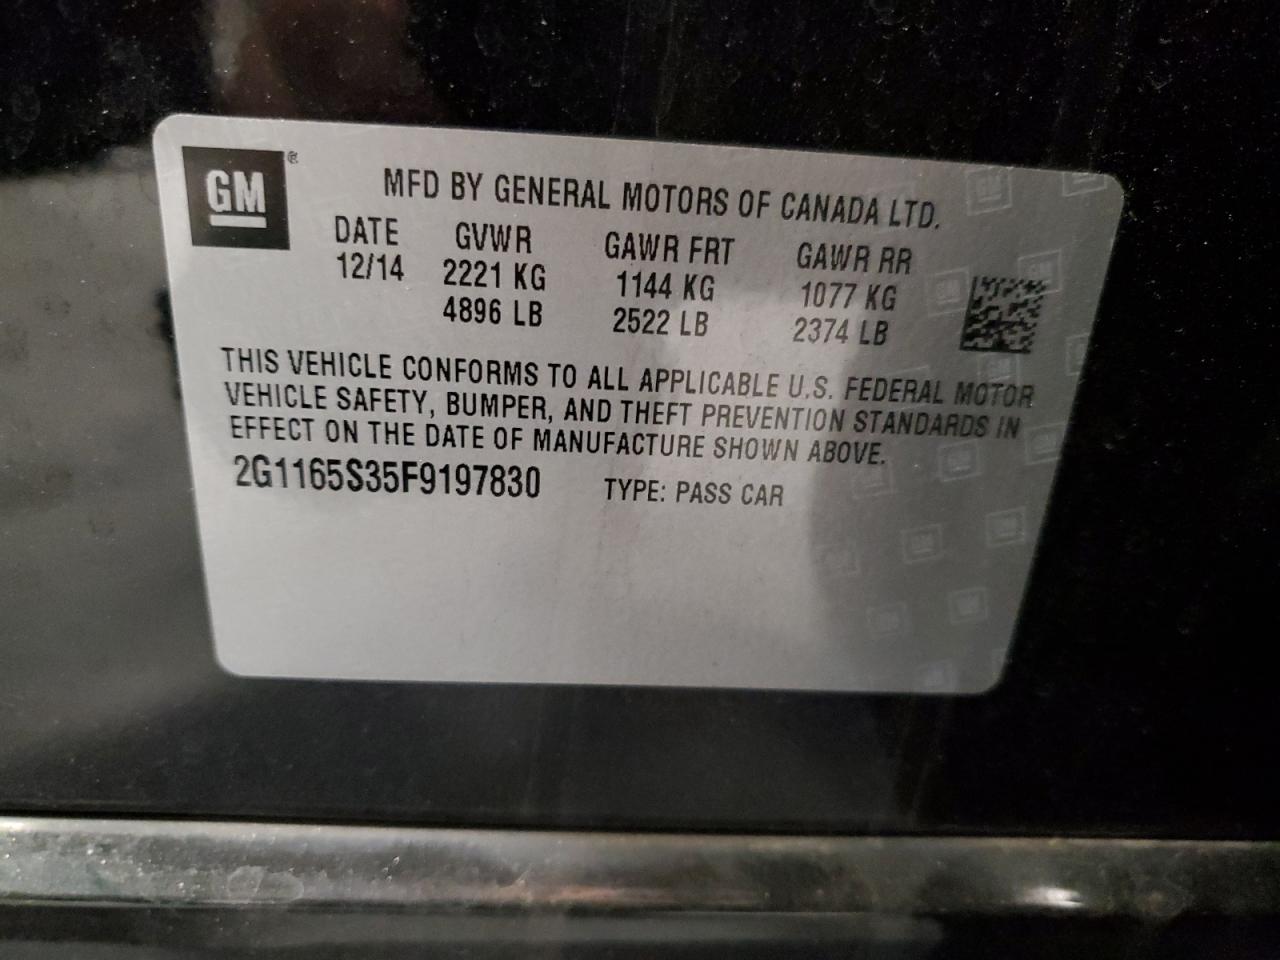 GM ®
MFD BY GENERAL MOTORS OF CANADA LTD.
DATE GVWR GAWR FRT GAWR RR
12/14 2221 KG 1144 KG 1077 KG
4896 LB 2522 LB 2374 LB
THIS VEHICLE CONFORMS TO ALL APPLICABLE U.S. FEDERAL MOTOR
VEHICLE SAFETY, BUMPER, AND THEFT PREVENTION STANDARDS IN
EFFECT ON THE DATE OF MANUFACTURE SHOWN ABOVE.
2G1165S35F9197830 TYPE: PASS CAR